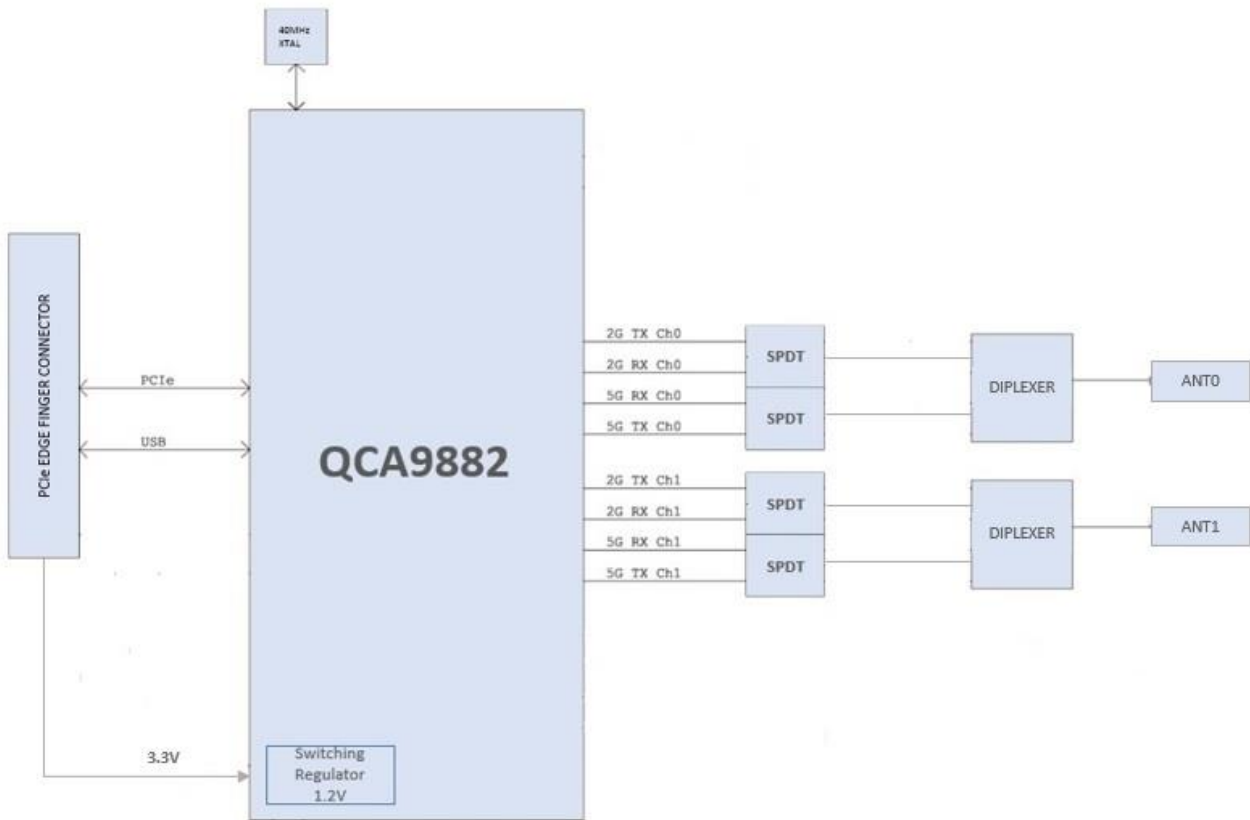 40MHz
XTAL
PCIe EDGE FINGER CONNECTOR
PCIe
USB
3.3V
QCA9882
Switching
Regulator
1.2V
2G TX Ch0
2G RX Ch0
5G RX Ch0
5G TX Ch0
2G TX Ch1
2G RX Ch1
5G RX Ch1
5G TX Ch1
SPDT
SPDT
SPDT
SPDT
DIPLEXER
DIPLEXER
ANT0
ANT1